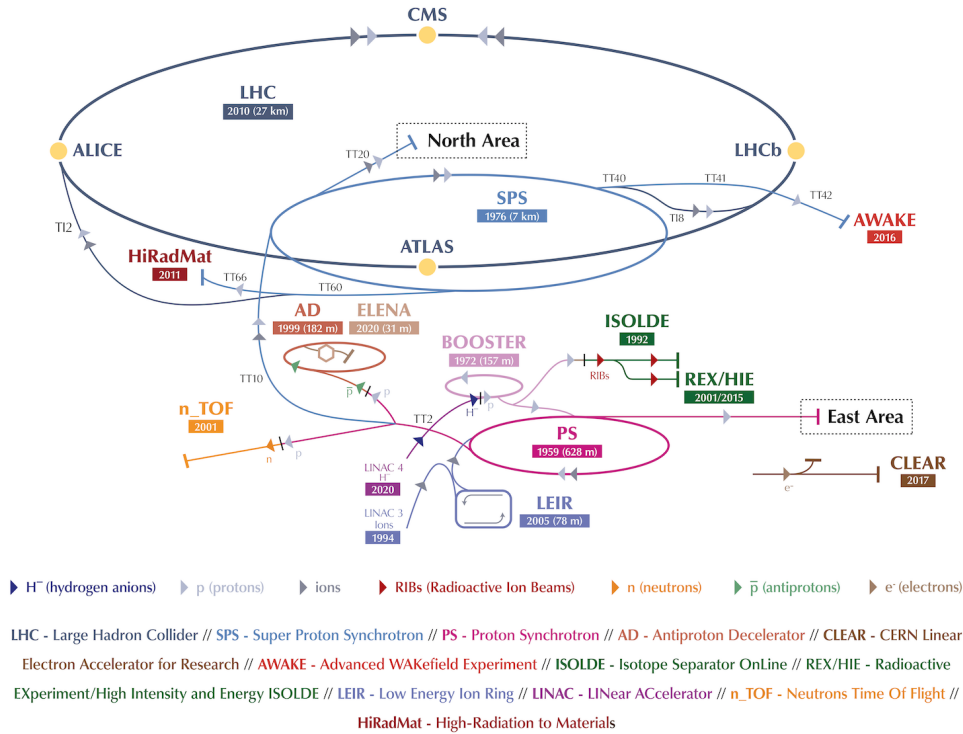 CMS
LHC
2010 (27 km)
North Area
ALICE
TT20
LHCb
TT40
TT41
SPS
1976 (7 km)
TI8
TT42
AWAKE
2016
TI2
ATLAS
HiRadMat
2011
TT66
TT60
AD
1999 (182 m)
ELENA
2020 (31 m)
ISOLDE
1992
BOOSTER
1972 (157 m)
RIBs
REX/HIE
2001/2015
TT10
p̅
p
H⁻
p
TT2
n_TOF
2001
East Area
PS
1959 (628 m)
n
p
LINAC 4
H⁻
2020
CLEAR
2017
e⁻
LEIR
2005 (78 m)
LINAC 3
Ions
1994
H⁻ (hydrogen anions) p (protons) ions RIBs (Radioactive Ion Beams) n (neutrons) p̅ (antiprotons) e⁻ (electrons)
LHC - Large Hadron Collider // SPS - Super Proton Synchrotron // PS - Proton Synchrotron // AD - Antiproton Decelerator // CLEAR - CERN Linear
Electron Accelerator for Research // AWAKE - Advanced WAKefield Experiment // ISOLDE - Isotope Separator OnLine // REX/HIE - Radioactive
EXperiment/High Intensity and Energy ISOLDE // LEIR - Low Energy Ion Ring // LINAC - LINear ACcelerator // n_TOF - Neutrons Time Of Flight //
HiRadMat - High-Radiation to Materials